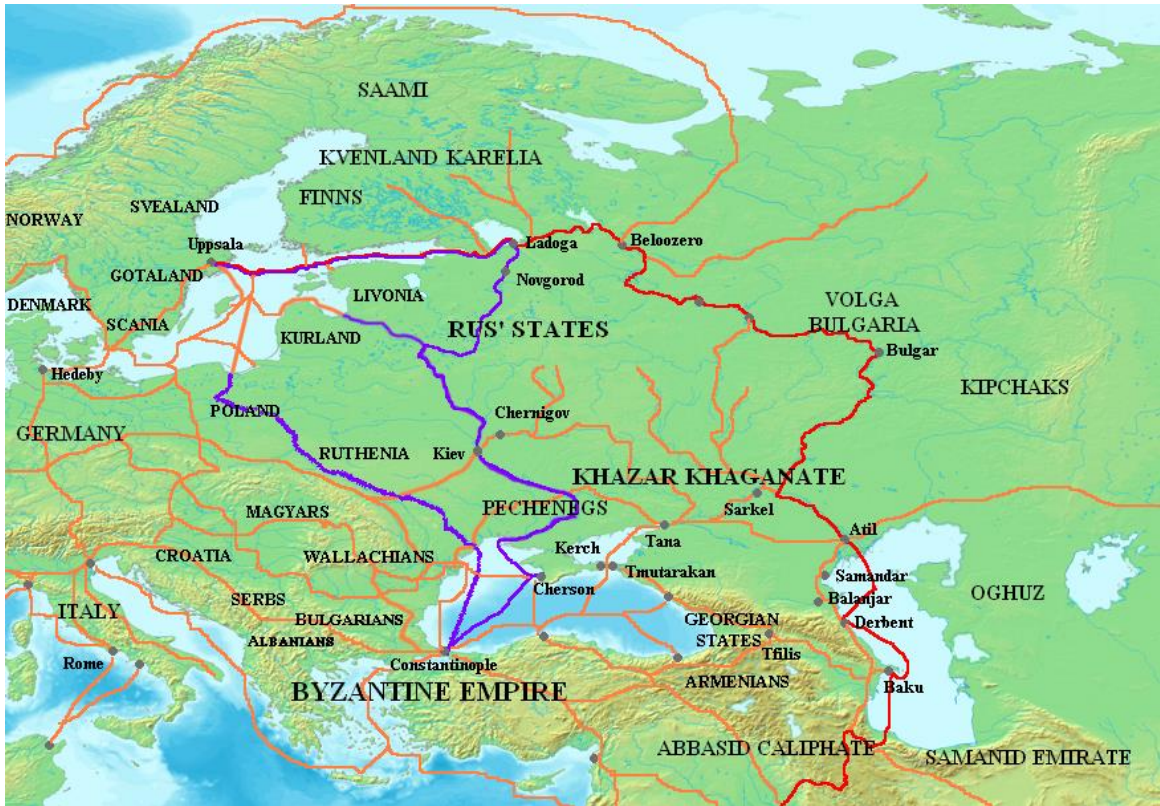 SAAMI
KVENLAND KARELIA
FINNS
SVEALAND
NORWAY
Uppsala
Ladoga
Beloozero
GOTALAND
Novgorod
LIVONIA
DENMARK
SCANIA
KURLAND
RUS' STATES
VOLGA
BULGARIA
Bulgar
Hedeby
KIPCHAKS
POLAND
Chernigov
GERMANY
RUTHENIA
Kiev
KHAZAR KHAGANATE
PECHENEGS
Sarkel
MAGYARS
Tana
Atil
CROATIA
WALLACHIANS
Kerch
Tmutarakan
Samandar
Cherson
OGHUZ
SERBS
Balanjar
ITALY
BULGARIANS
GEORGIAN
STATES
Derbent
ALBANIANS
Rome
Constantinople
Tfilis
ARMENIANS
Baku
BYZANTINE EMPIRE
ABBASID CALIPHATE
SAMANID EMIRATE